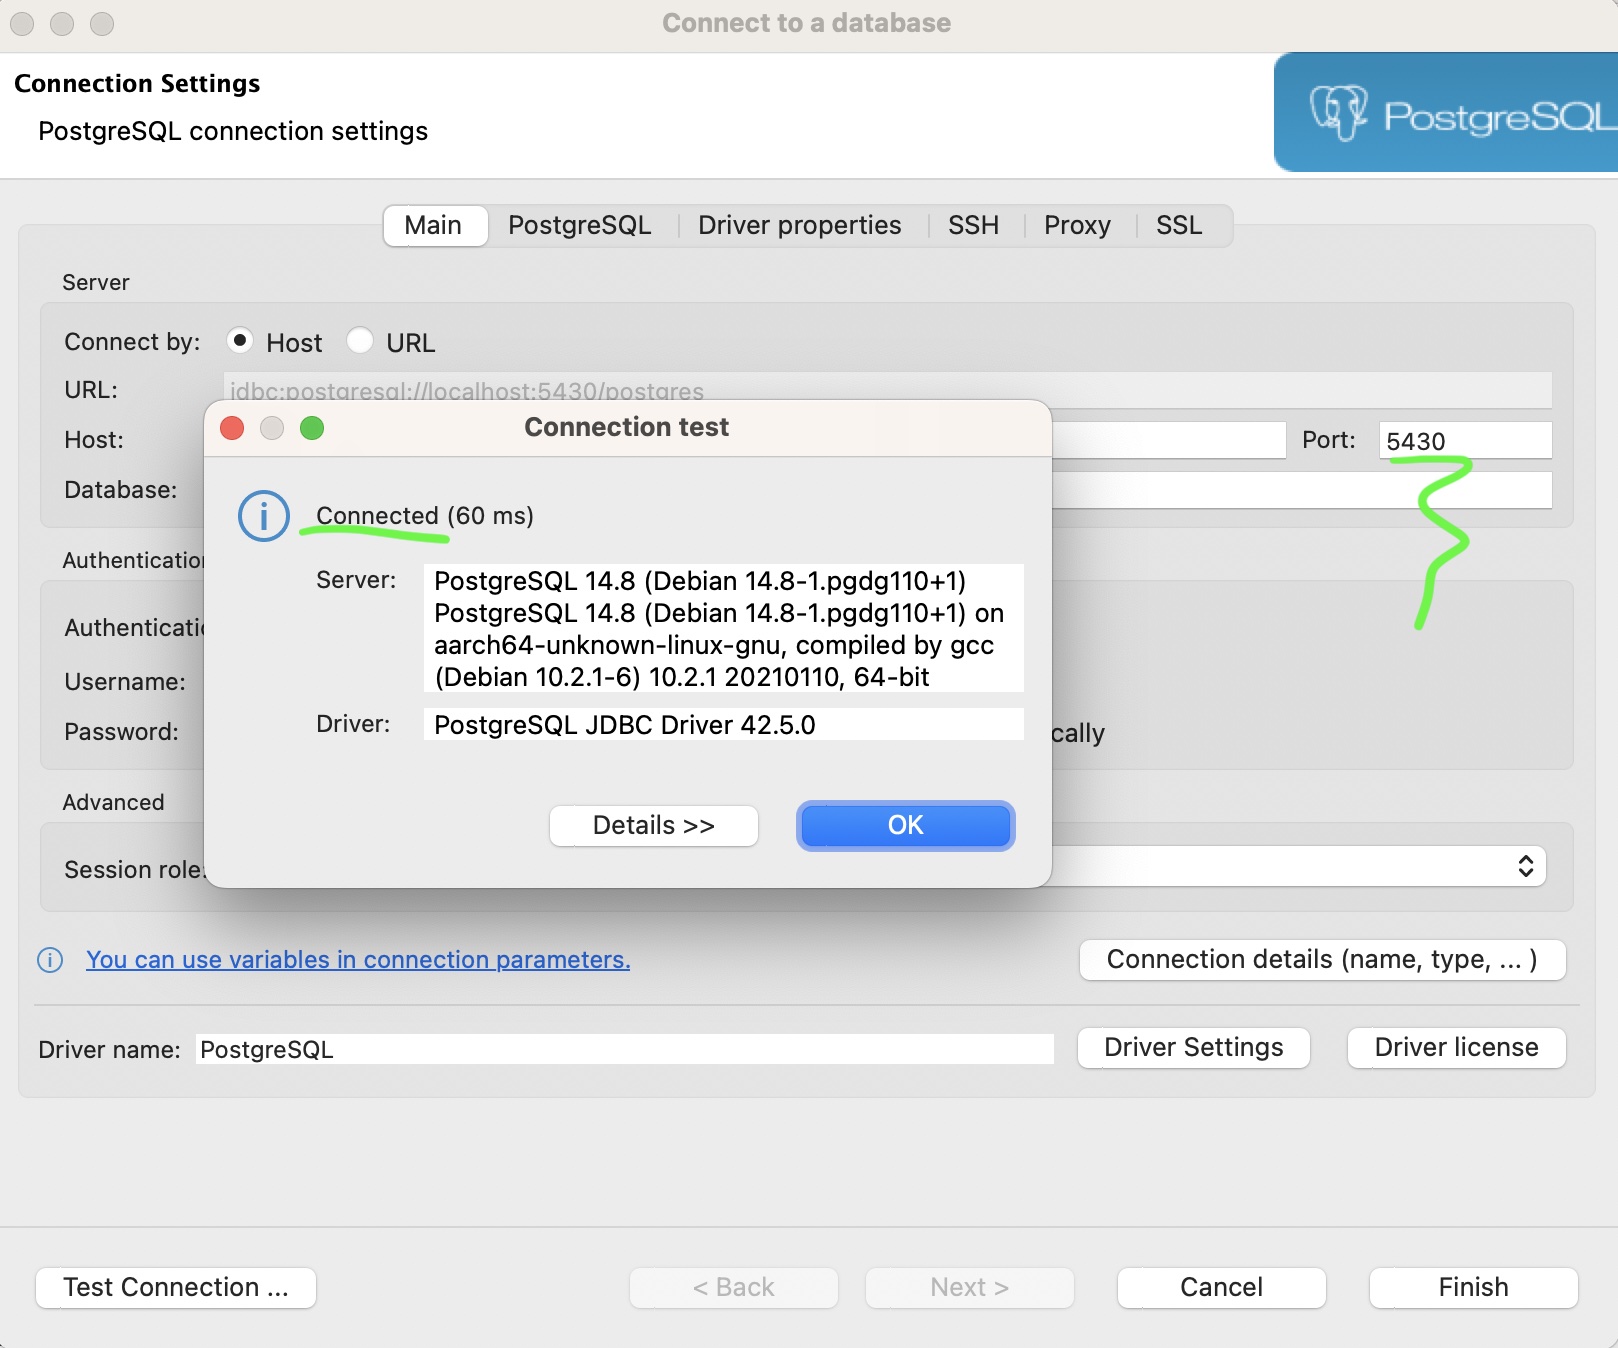 Connect to a database
Connection Settings
PostgreSQL connection settings
PostgreSQL
Main PostgreSQL Driver properties SSH Proxy SSL
Server
Connect by: Host URL
URL: jdbc:postgresql://localhost:5430/postgres
Host: Port: 5430
Database:
Connection test
Connected (60 ms)
Server: PostgreSQL 14.8 (Debian 14.8-1.pgdg110+1)
PostgreSQL 14.8 (Debian 14.8-1.pgdg110+1) on
aarch64-unknown-linux-gnu, compiled by gcc
(Debian 10.2.1-6) 10.2.1 20210110, 64-bit
Driver: PostgreSQL JDBC Driver 42.5.0
Details >> OK
Authentication
Authenticatio
Username:
Password: cally
Advanced
Session role:
You can use variables in connection parameters.
Connection details (name, type, ... )
Driver name: PostgreSQL Driver Settings Driver license
Test Connection ... < Back Next > Cancel Finish